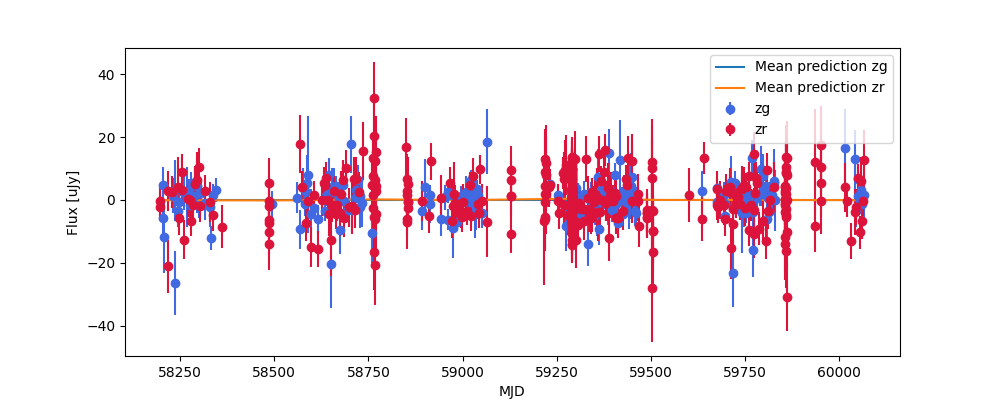 Mean prediction zg
Mean prediction zr
zg
zr
40
20
0
−20
−40
Flux [uJy]
58250
58500
58750
59000
59250
59500
59750
60000
MJD